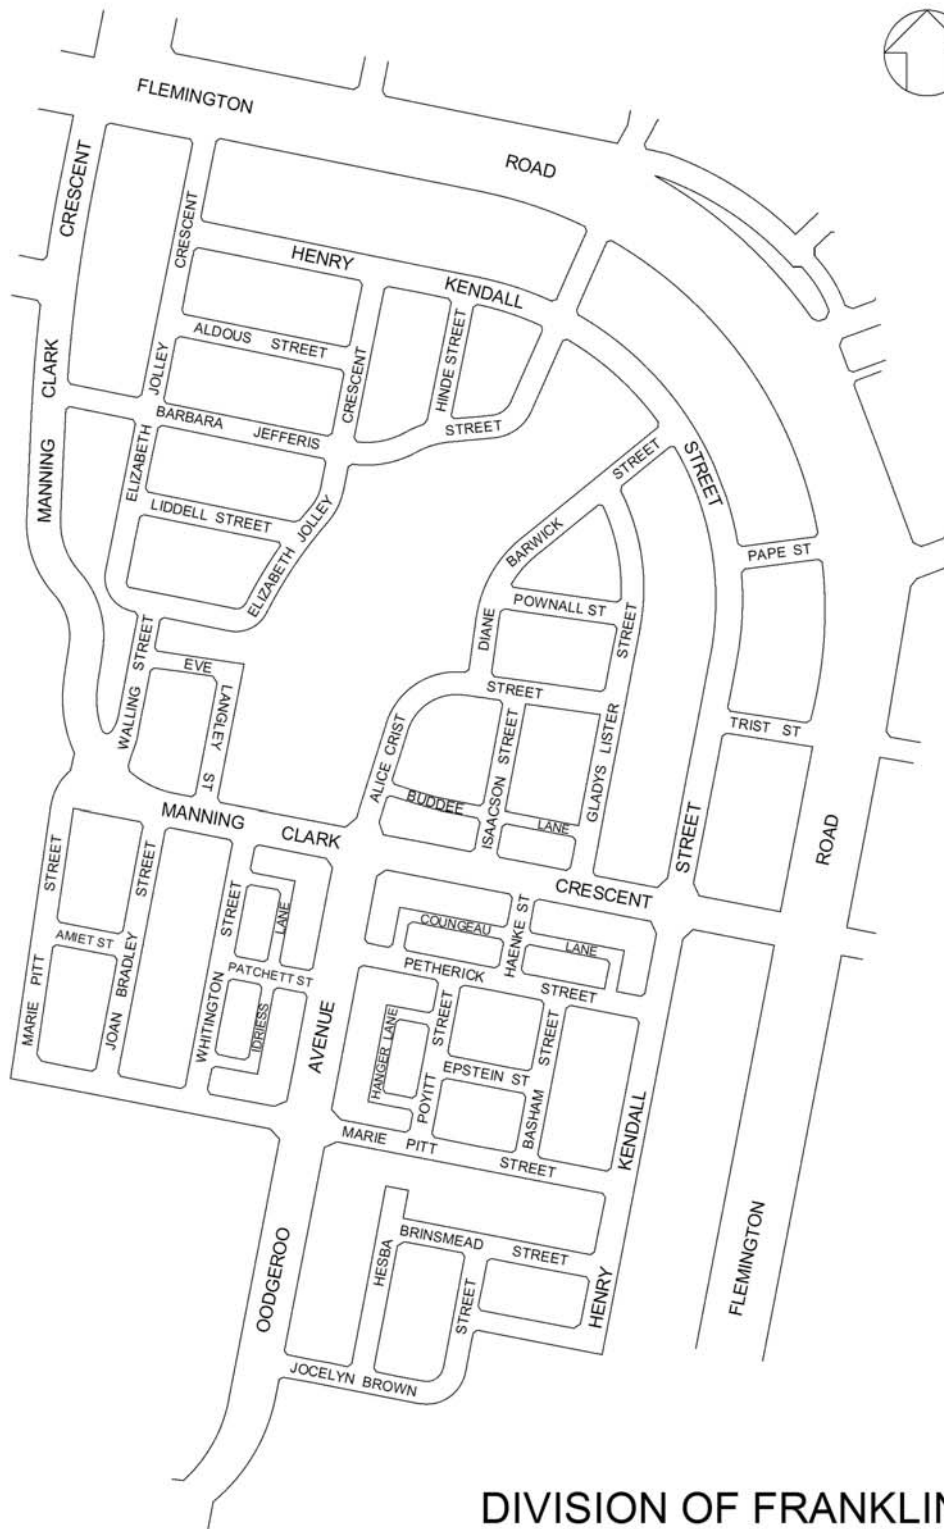 FLEMINGTON
ROAD
CRESCENT
CRESCENT
HENRY
KENDALL
ALDOUS STREET
HINDE STREET
CLARK
JOLLEY
CRESCENT
BARBARA JEFFERIS
STREET
MANNING
ELIZABETH
STREET
STREET
LIDDELL STREET
ELIZABETH JOLLEY
BARWICK
PAPE ST
POWNALL ST
DIANE
STREET
STREET
EVE
LANGLEY ST
WALLING
STREET
ALICE CRIST
ISAACSON STREET
GLADYS LISTER
TRIST ST
BUDDEE
LANE
MANNING
CLARK
CRESCENT
STREET
ROAD
STREET
STREET
STREET
LANE
COUNGEAU
LANE
HAENKE ST
AMIET ST
MARIE PITT
JOAN BRADLEY
WHITINGTON
PATCHETT ST
IDRIESS
AVENUE
PETHERICK
STREET
HANGER LANE
STREET
POYITT
EPSTEIN ST
STREET
BASHAM
KENDALL
MARIE PITT
STREET
FLEMINGTON
OODGEROO
HESBA
BRINSMEAD STREET
STREET
HENRY
JOCELYN BROWN
DIVISION OF FRANKLIN